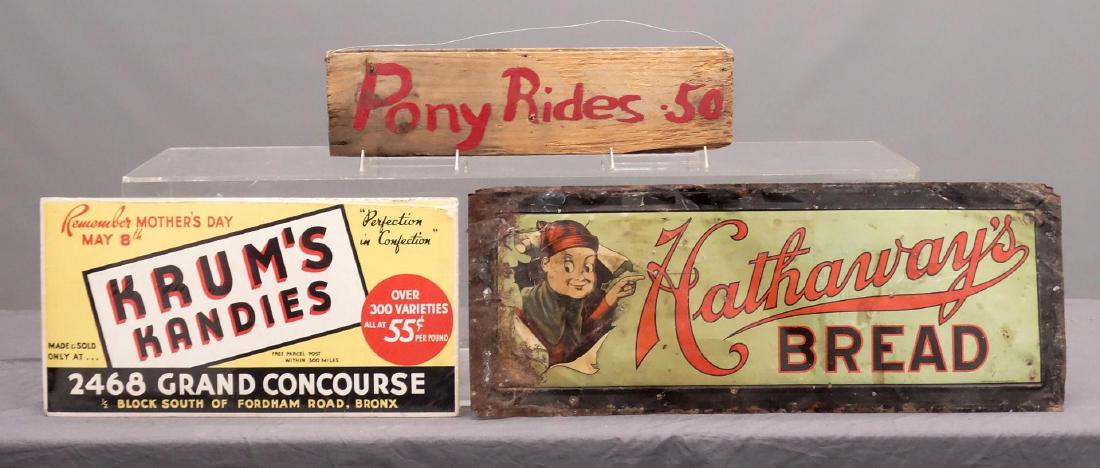 Pony Rides .50
Remember MOTHER'S DAY
MAY 8th
"Perfection
in Confection"
KRUM'S
KANDIES
OVER
300 VARIETIES
ALL AT 55¢ PER POUND
MADE & SOLD
ONLY AT...
FREE PARCEL POST
WITHIN 300 MILES
2468 GRAND CONCOURSE
½ BLOCK SOUTH OF FORDHAM ROAD, BRONX
Hathaway's
BREAD